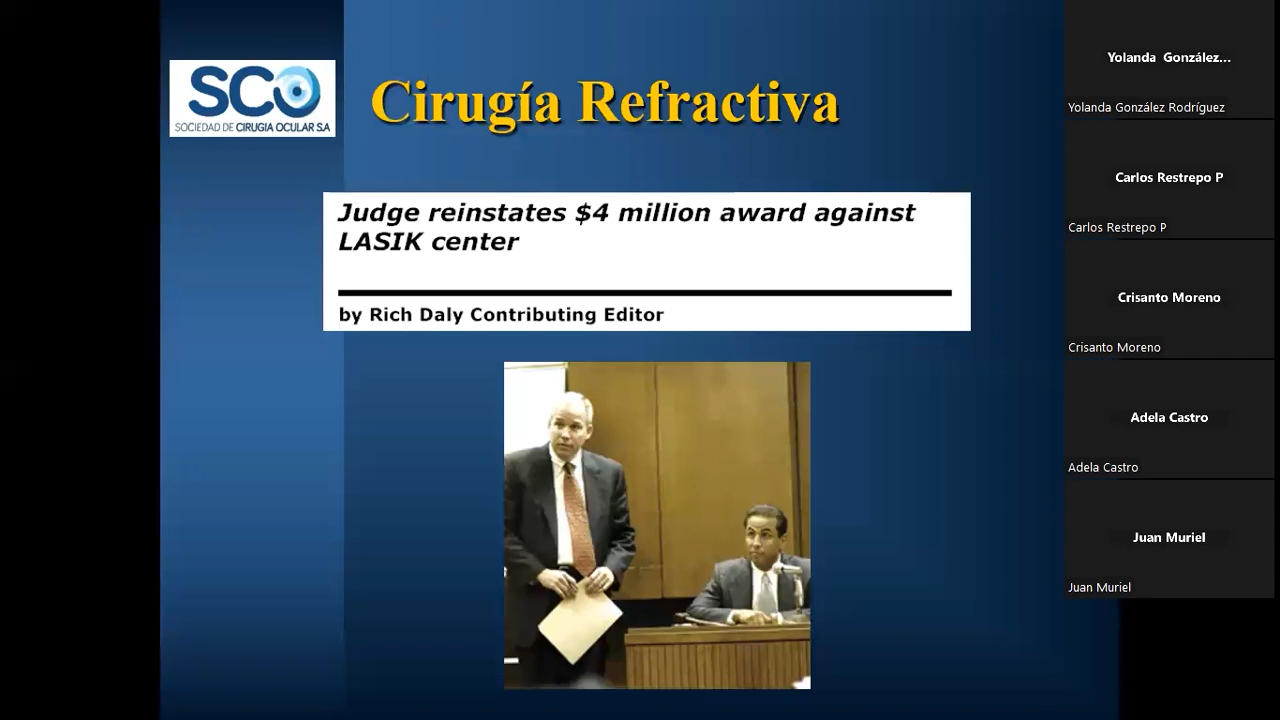 SCO
SOCIEDAD DE CIRUGIA OCULAR S.A
Cirugía Refractiva
Judge reinstates $4 million award against
LASIK center
by Rich Daly Contributing Editor
Yolanda González...
Yolanda González Rodríguez
Carlos Restrepo P
Carlos Restrepo P
Crisanto Moreno
Crisanto Moreno
Adela Castro
Adela Castro
Juan Muriel
Juan Muriel